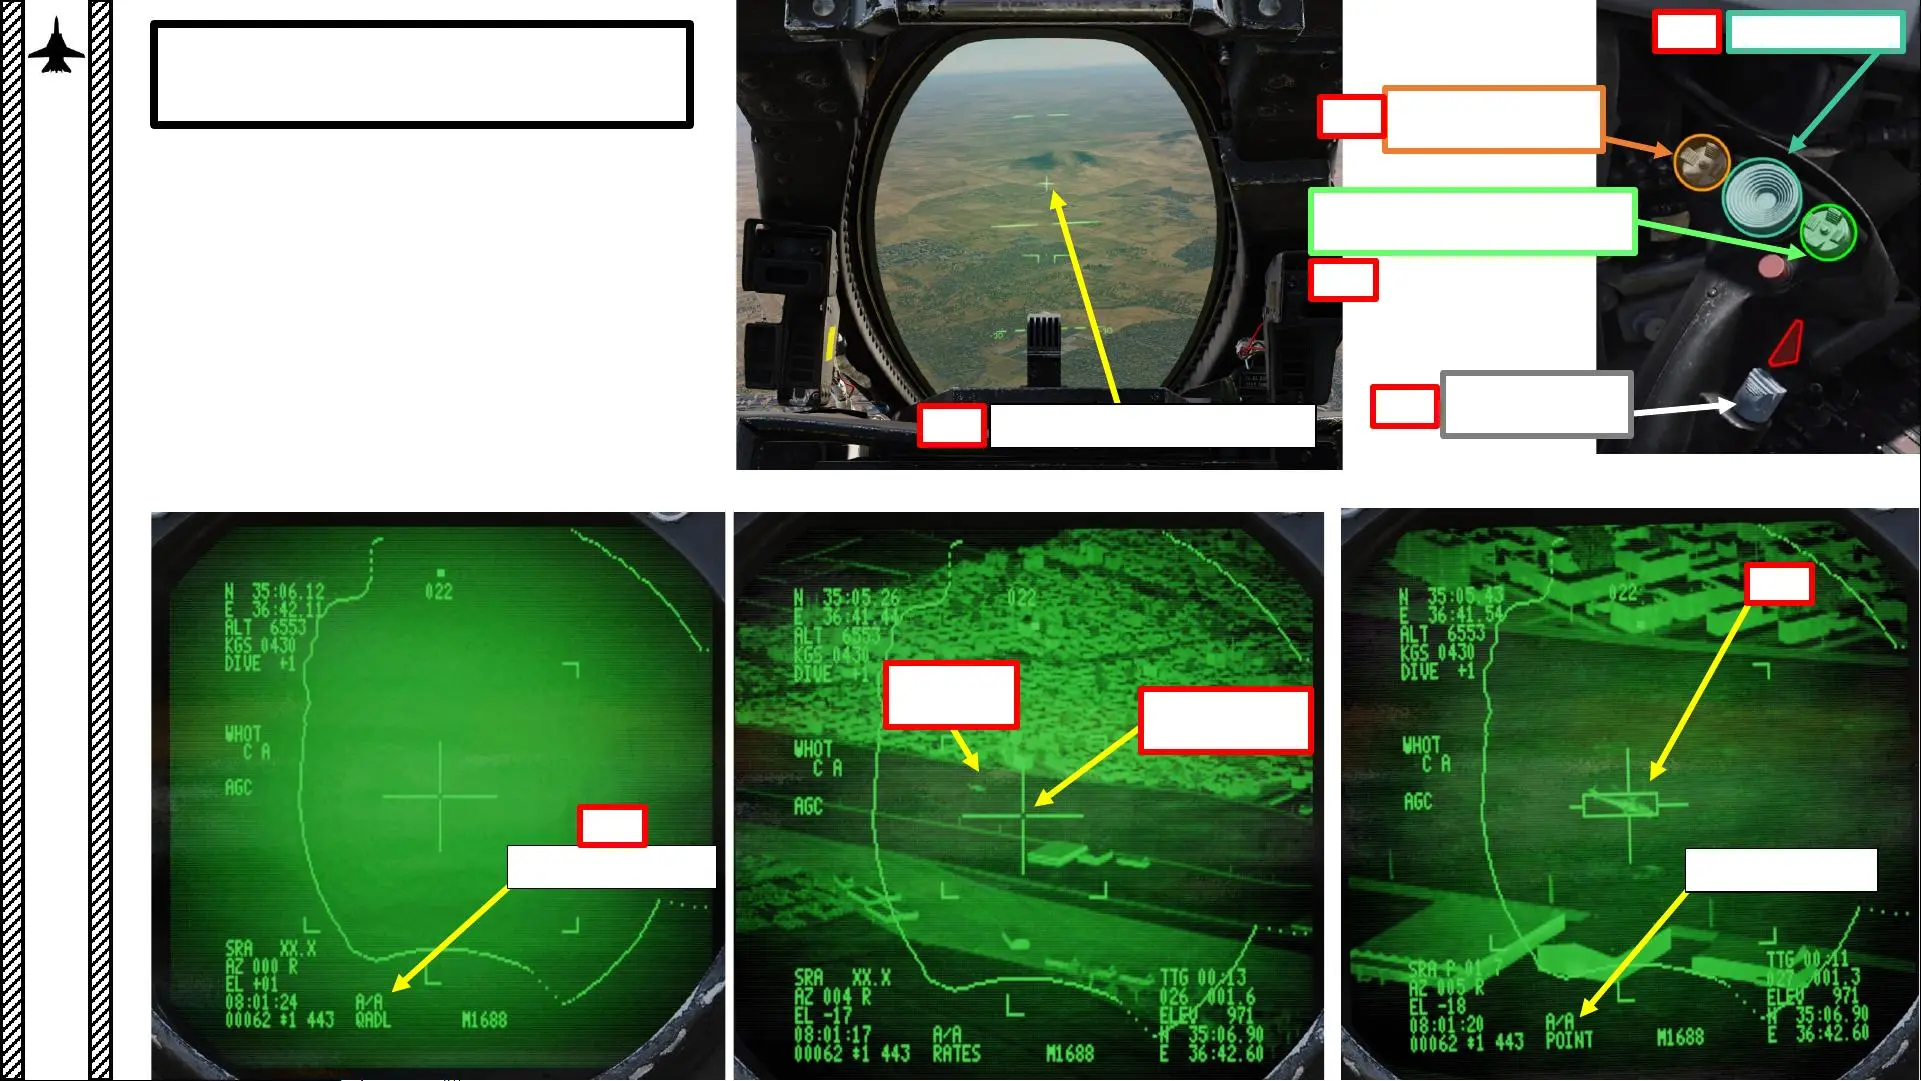 -30
30
N 35:06.12
E 36:42.11
ALT 6553
KGS 0430
DIVE +1
022
WHOT
C A
AGC
SRA XX.X
AZ 000 R
EL +01
08:01:24
A/A
00062 *1 443 QADL M1688
N 35:05.26
E 36:41.44
ALT 6553
KGS 0430
DIVE +1
022
WHOT
C A
AGC
SRA XX.X
AZ 004 R
EL -17
08:01:17
A/A
00062 *1 443 RATES M1688
TTG 00:13
026 001.6
ELEV 971
N 35:06.90
E 36:42.60
N 35:05.43
E 36:41.54
ALT 6553
KGS 0430
DIVE +1
022
WHOT
C A
AGC
SRA P 01.7
AZ 005 R
EL -18
08:01:20
A/A
00062 *1 443 POINT M1688
TTG 00:11
027 001.3
ELEV 971
N 35:06.90
E 36:42.60